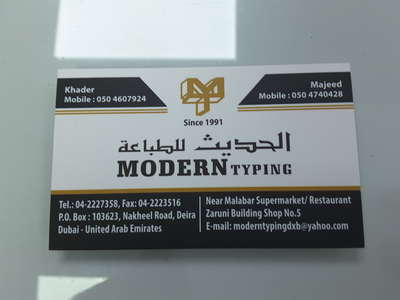 Khader
Mobile : 050 4607924
Majeed
Mobile : 050 4740428
Since 1991
الحديث للطباعة
MODERN TYPING
Tel.: 04-2227358, Fax: 04-2223516
P.O. Box : 103623, Nakheel Road, Deira
Dubai - United Arab Emirates
Near Malabar Supermarket/ Restaurant
Zaruni Building Shop No.5
E-mail: moderntypingdxb@yahoo.com